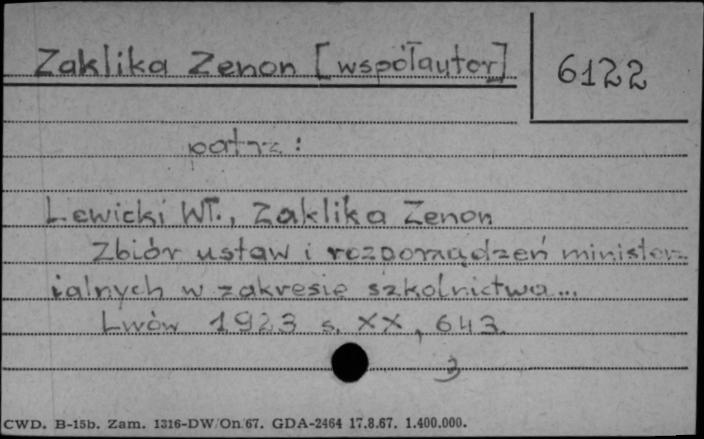 Zaklika Zenon [współautor]
6122
patrz:
Lewicki Wł., Zaklika Zenon
Zbiór ustaw i rozporządzeń minister-
ialnych w zakresie szkolnictwa...
Lwów 1923 s. XX, 643.
3
CWD. B-15b. Zam. 1316-DW/On/67. GDA-2464 17.8.67. 1.400.000.